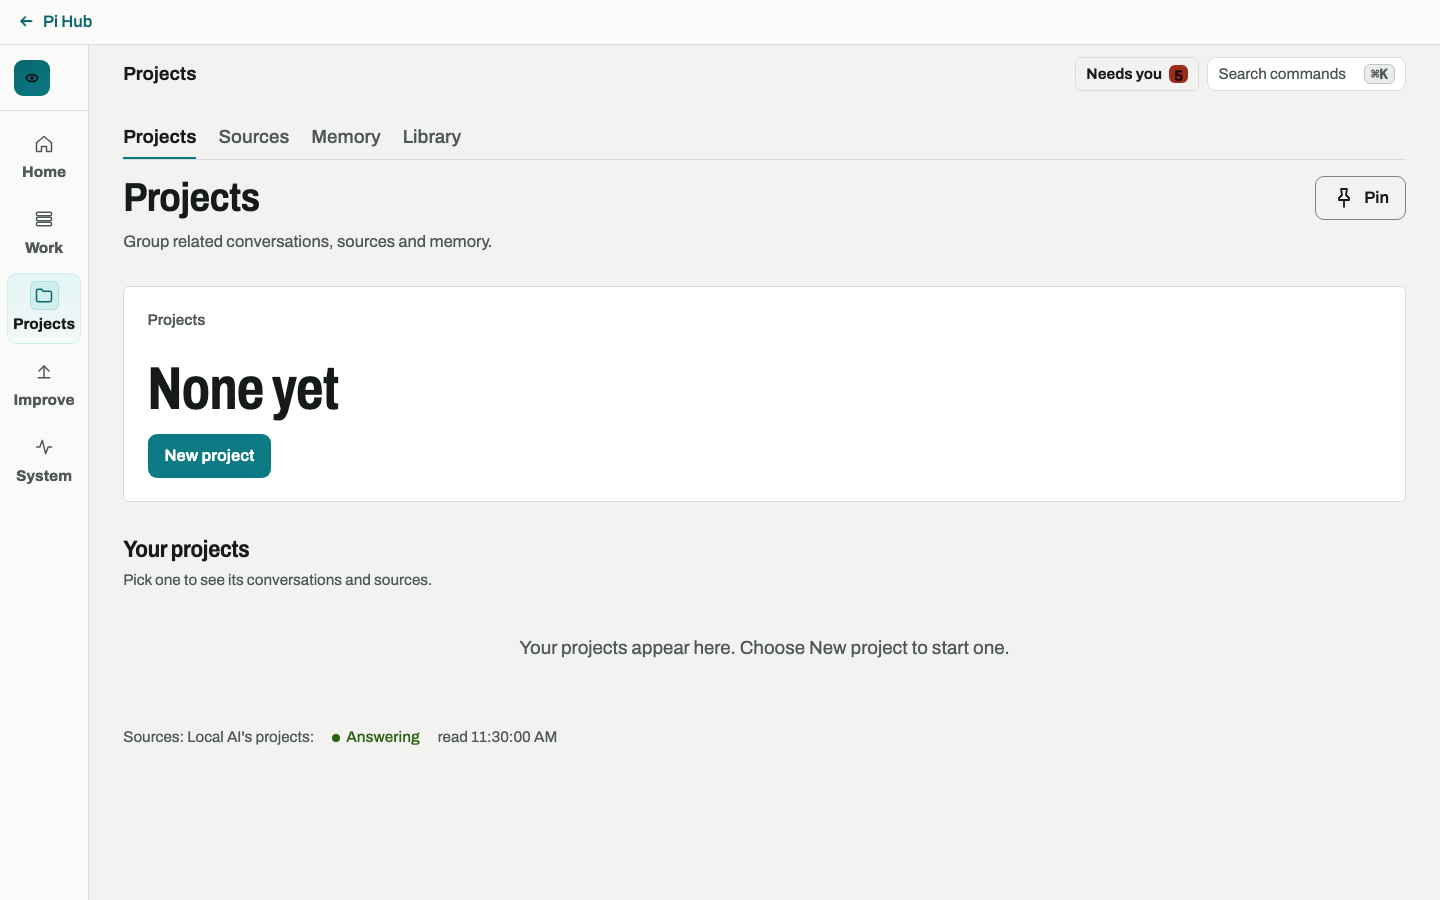 Pi Hub
Projects
Needs you 5
Search commands ⌘K
Home
Work
Projects
Improve
System
Projects Sources Memory Library
Projects
Pin
Group related conversations, sources and memory.
Projects
None yet
New project
Your projects
Pick one to see its conversations and sources.
Your projects appear here. Choose New project to start one.
Sources: Local AI's projects: Answering read 11:30:00 AM